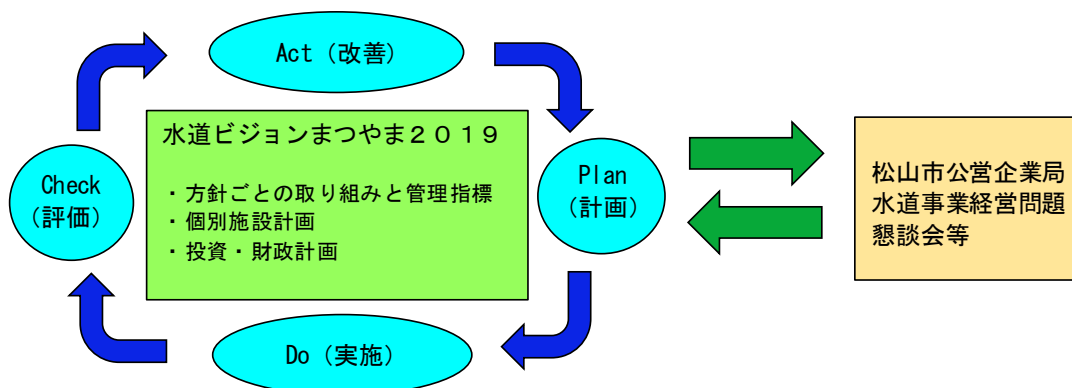 Act（改善）
水道ビジョンまつやま２０１９
・方針ごとの取り組みと管理指標
・個別施設計画
・投資・財政計画
Check
（評価）
Plan
（計画）
Do（実施）
松山市公営企業局
水道事業経営問題
懇談会等